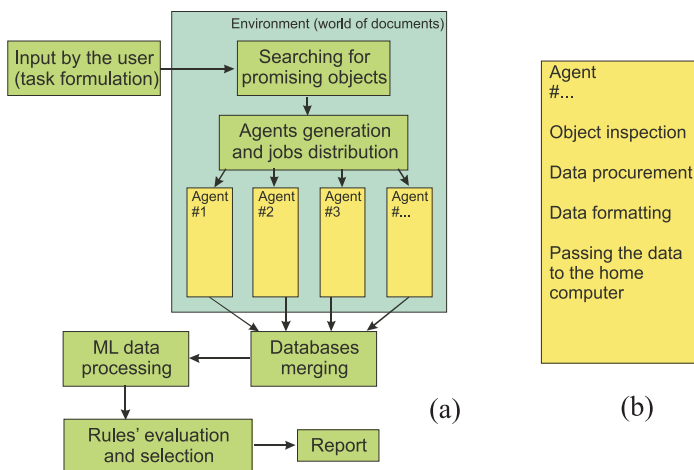 Environment (world of documents)
Input by the user
(task formulation)
Searching for
promising objects
Agents generation
and jobs distribution
Agent
#1
Agent
#2
Agent
#3
Agent
#...
Databases
merging
ML data
processing
Rules' evaluation
and selection
Report
(a)
Agent
#...
Object inspection
Data procurement
Data formatting
Passing the data
to the home
computer
(b)